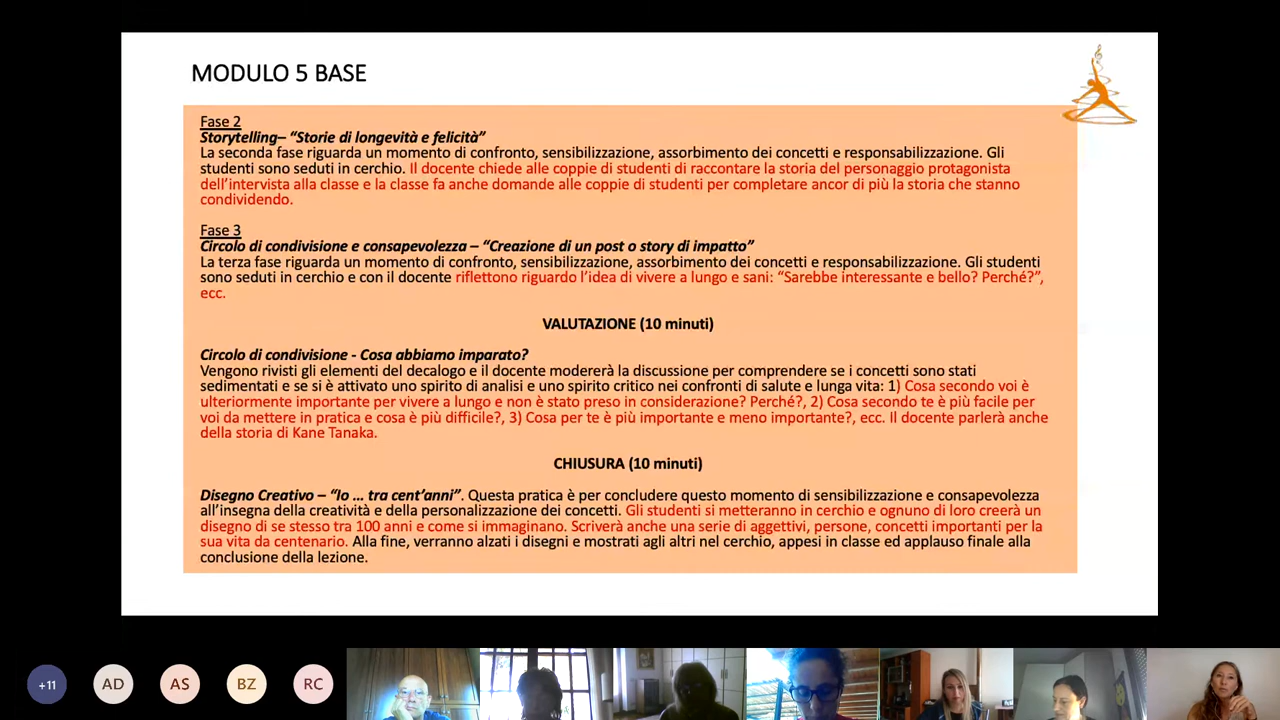 MODULO 5 BASE
Fase 2
Storytelling– “Storie di longevità e felicità”
La seconda fase riguarda un momento di confronto, sensibilizzazione, assorbimento dei concetti e responsabilizzazione. Gli
studenti sono seduti in cerchio. Il docente chiede alle coppie di studenti di raccontare la storia del personaggio protagonista
dell’intervista alla classe e la classe fa anche domande alle coppie di studenti per completare ancor di più la storia che stanno
condividendo.
Fase 3
Circolo di condivisione e consapevolezza – “Creazione di un post o story di impatto”
La terza fase riguarda un momento di confronto, sensibilizzazione, assorbimento dei concetti e responsabilizzazione. Gli studenti
sono seduti in cerchio e con il docente riflettono riguardo l’idea di vivere a lungo e sani: “Sarebbe interessante e bello? Perché?”,
ecc.
VALUTAZIONE (10 minuti)
Circolo di condivisione - Cosa abbiamo imparato?
Vengono rivisti gli elementi del decalogo e il docente modererà la discussione per comprendere se i concetti sono stati
sedimentati e se si è attivato uno spirito di analisi e uno spirito critico nei confronti di salute e lunga vita: 1) Cosa secondo voi è
ulteriormente importante per vivere a lungo e non è stato preso in considerazione? Perché?, 2) Cosa secondo te è più facile per
voi da mettere in pratica e cosa è più difficile?, 3) Cosa per te è più importante e meno importante?, ecc. Il docente parlerà anche
della storia di Kane Tanaka.
CHIUSURA (10 minuti)
Disegno Creativo – “Io … tra cent’anni”. Questa pratica è per concludere questo momento di sensibilizzazione e consapevolezza
all’insegna della creatività e della personalizzazione dei concetti. Gli studenti si metteranno in cerchio e ognuno di loro creerà un
disegno di se stesso tra 100 anni e come si immaginano. Scriverà anche una serie di aggettivi, persone, concetti importanti per la
sua vita da centenario. Alla fine, verranno alzati i disegni e mostrati agli altri nel cerchio, appesi in classe ed applauso finale alla
conclusione della lezione.
+11 AD AS BZ RC